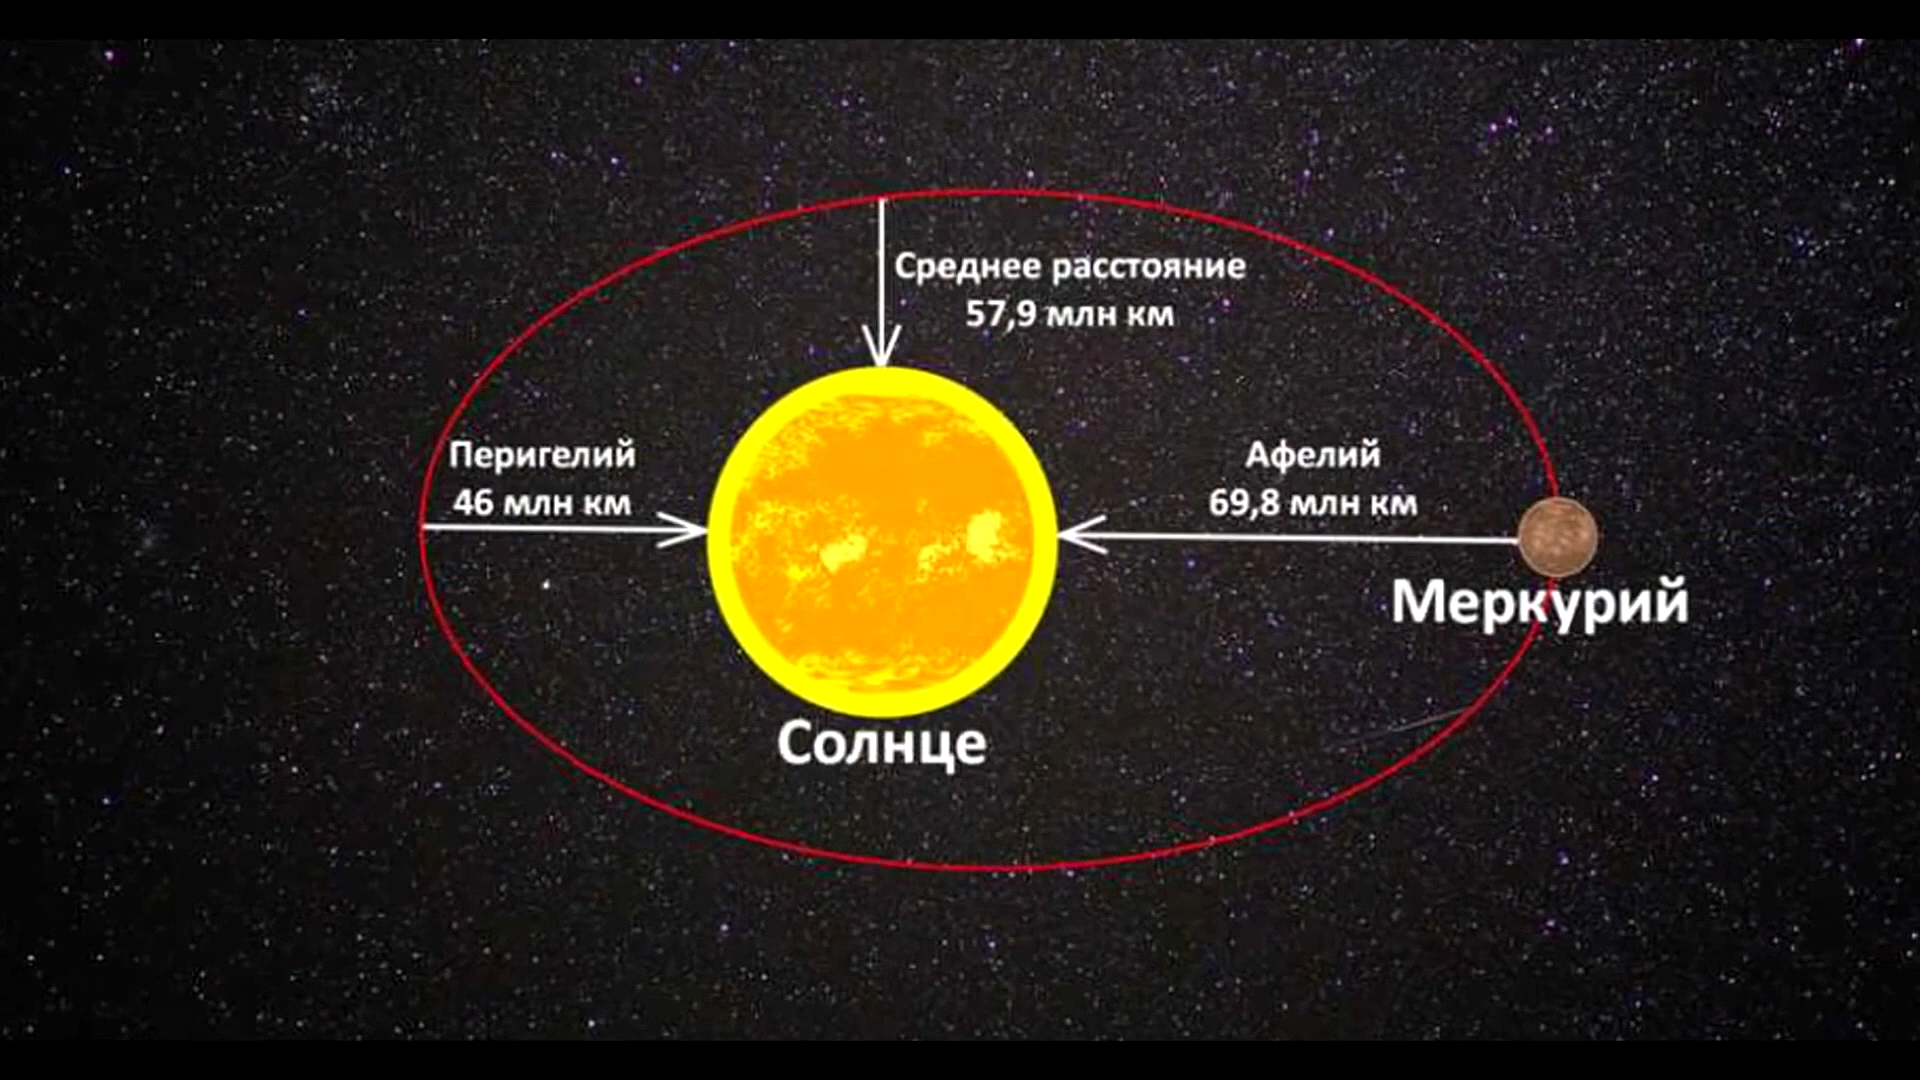 Среднее расстояние
57,9 млн км
Перигелий
46 млн км
Афелий
69,8 млн км
Меркурий
Солнце